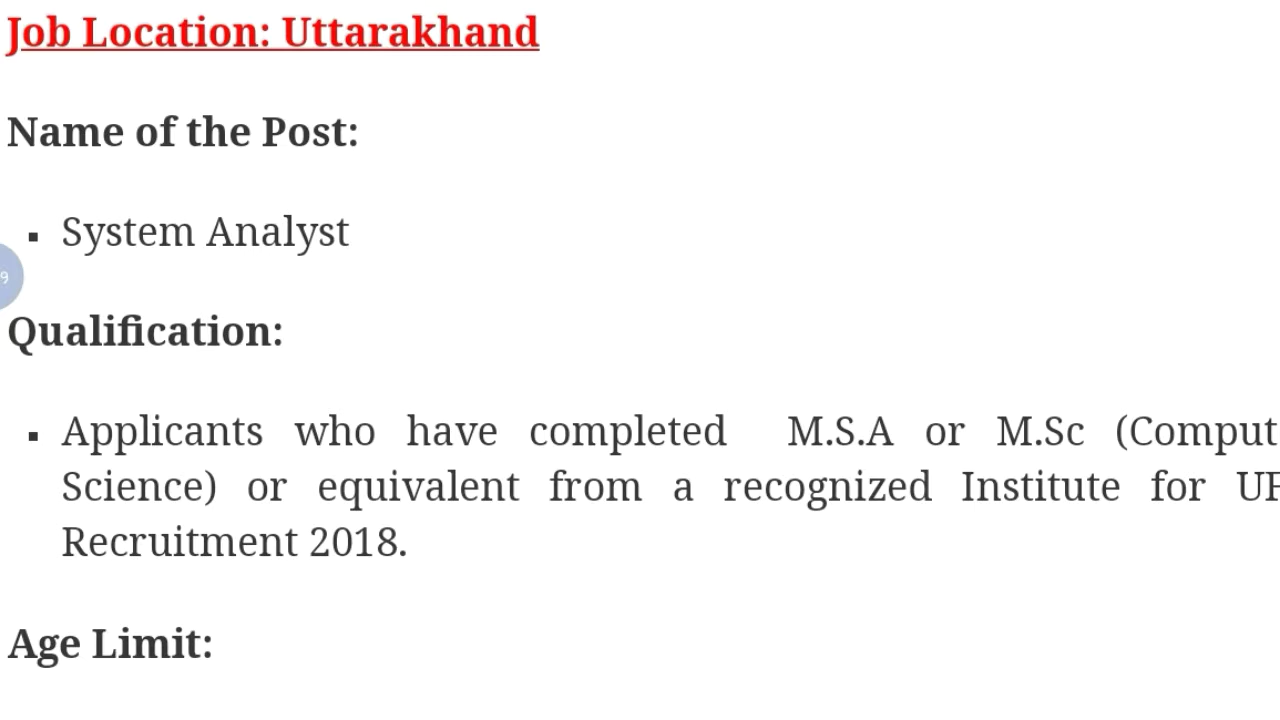 Job Location: Uttarakhand
Name of the Post:
▪ System Analyst
9
Qualification:
▪ Applicants who have completed M.S.A or M.Sc (Comput
Science) or equivalent from a recognized Institute for
Recruitment 2018.
Age Limit: